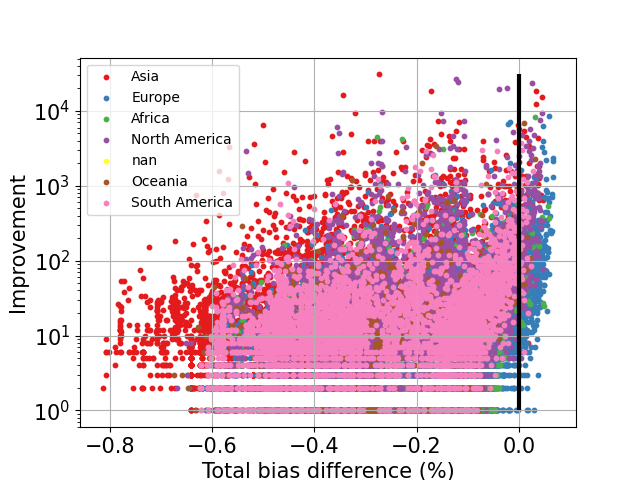 Asia
Europe
Africa
North America
nan
Oceania
South America
Improvement
10⁴
10³
10²
10¹
10⁰
−0.8 −0.6 −0.4 −0.2 0.0
Total bias difference (%)